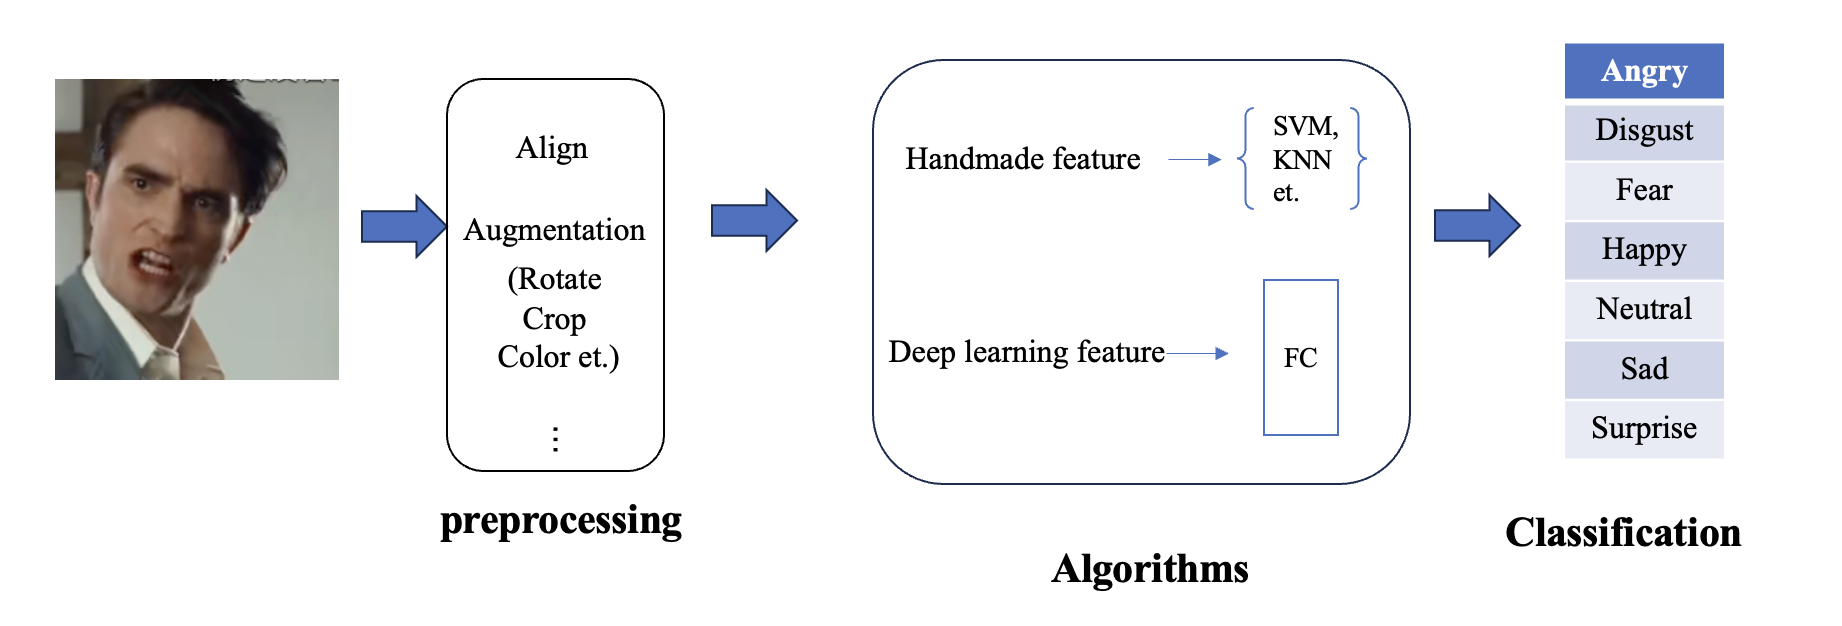 Align
Augmentation
(Rotate
Crop
Color et.)
⋮
preprocessing
Handmade feature
SVM,
KNN
et.
Deep learning feature
FC
Algorithms
Angry
Disgust
Fear
Happy
Neutral
Sad
Surprise
Classification